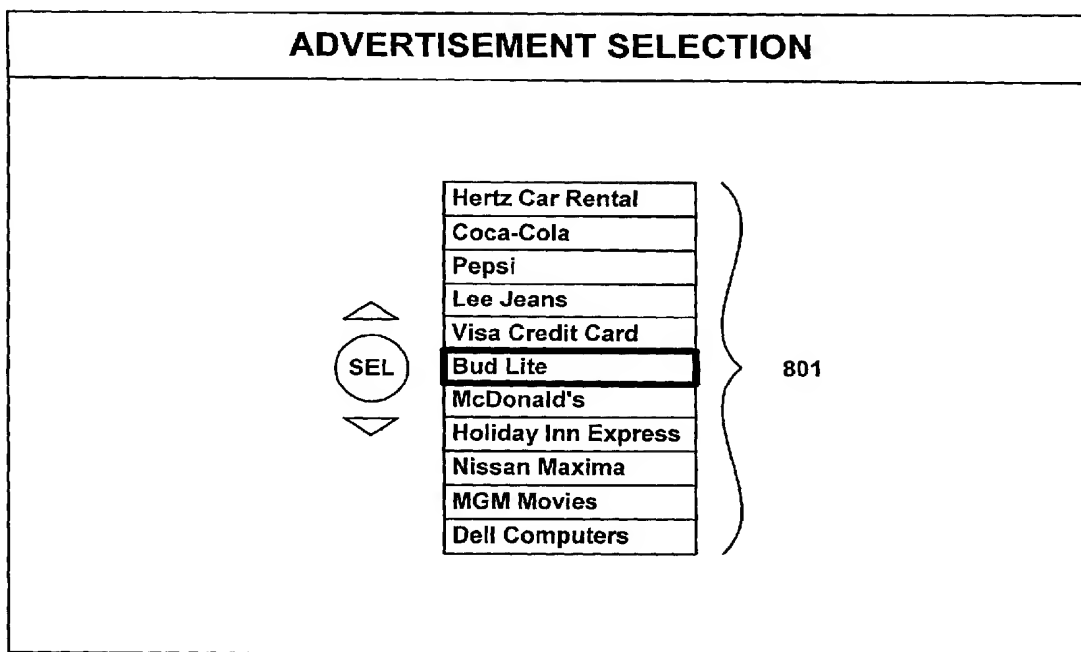 ADVERTISEMENT SELECTION
Hertz Car Rental
Coca-Cola
Pepsi
Lee Jeans
Visa Credit Card
SEL
Bud Lite
801
McDonald's
Holiday Inn Express
Nissan Maxima
MGM Movies
Dell Computers